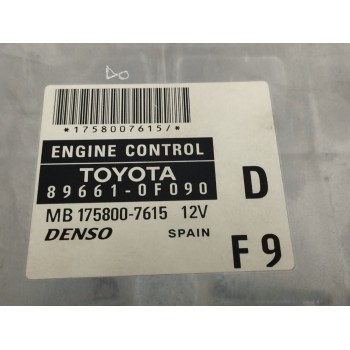 *1758007615/*
ENGINE CONTROL
TOYOTA
89661-0F090 D
MB 175800-7615 12V
DENSO SPAIN
F9